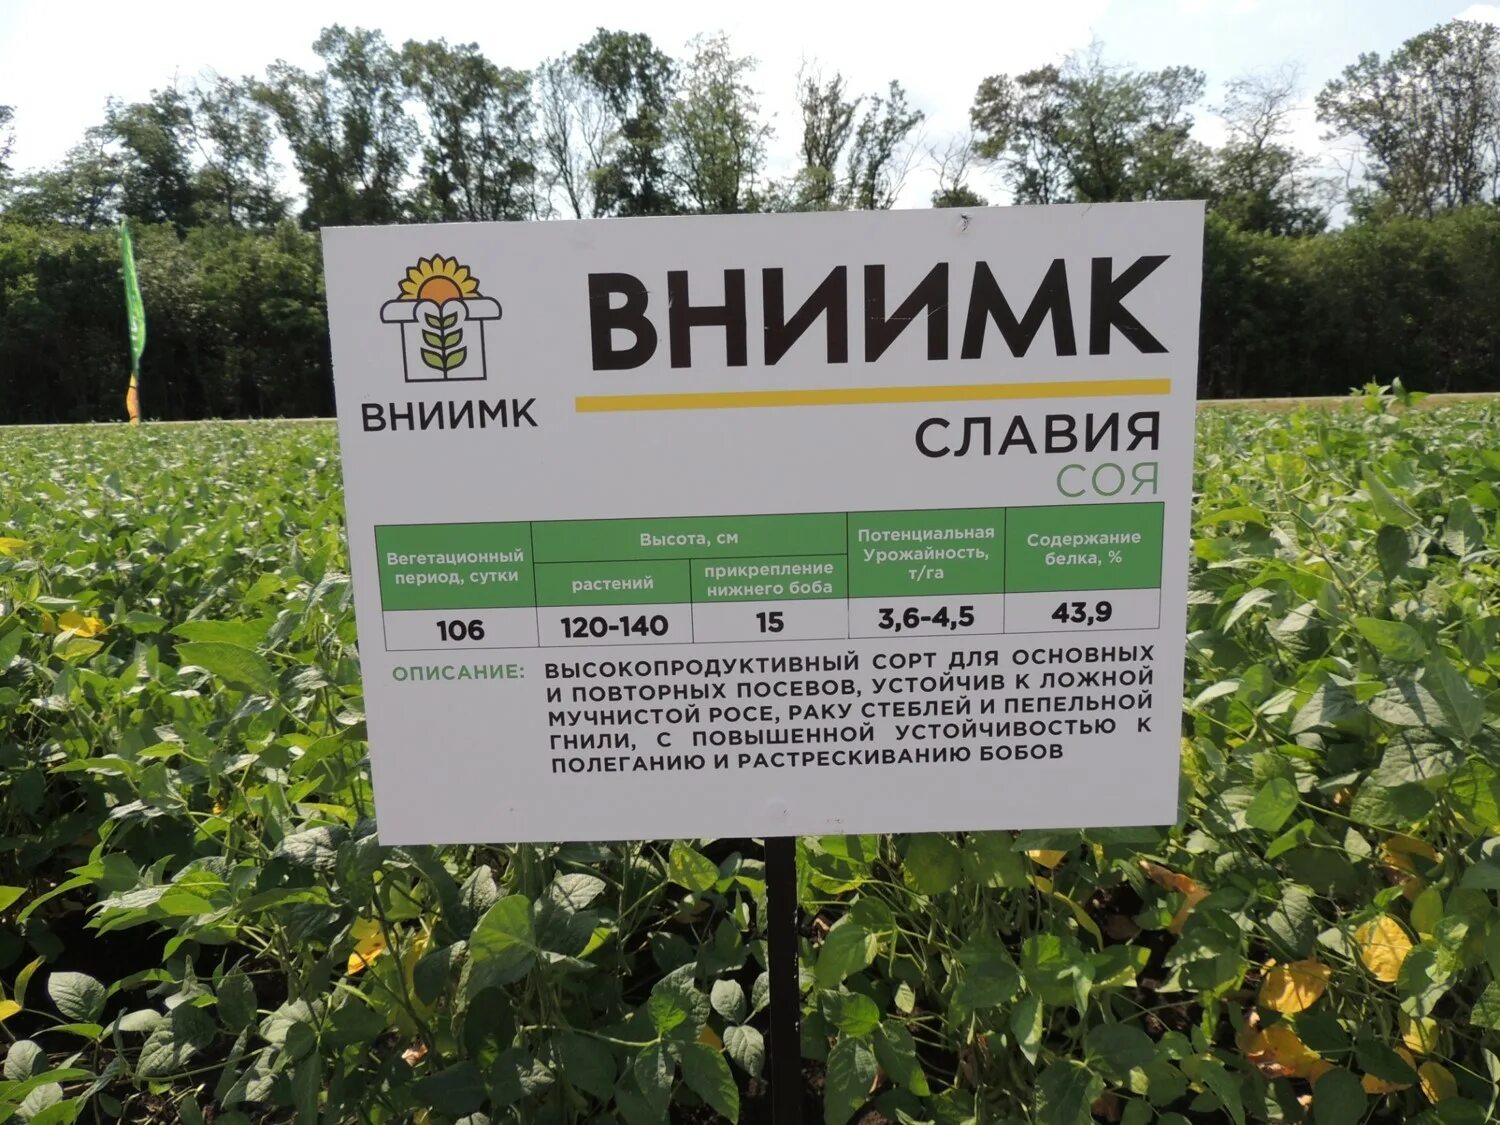 ВНИИМК
ВНИИМК
СЛАВИЯ
СОЯ
Вегетационный период, сутки
Высота, см
растений
прикрепление нижнего боба
Потенциальная Урожайность, т/га
Содержание белка, %
106
120-140
15
3,6-4,5
43,9
ОПИСАНИЕ: ВЫСОКОПРОДУКТИВНЫЙ СОРТ ДЛЯ ОСНОВНЫХ
И ПОВТОРНЫХ ПОСЕВОВ, УСТОЙЧИВ К ЛОЖНОЙ
МУЧНИСТОЙ РОСЕ, РАКУ СТЕБЛЕЙ И ПЕПЕЛЬНОЙ
ГНИЛИ, С ПОВЫШЕННОЙ УСТОЙЧИВОСТЬЮ К
ПОЛЕГАНИЮ И РАСТРЕСКИВАНИЮ БОБОВ